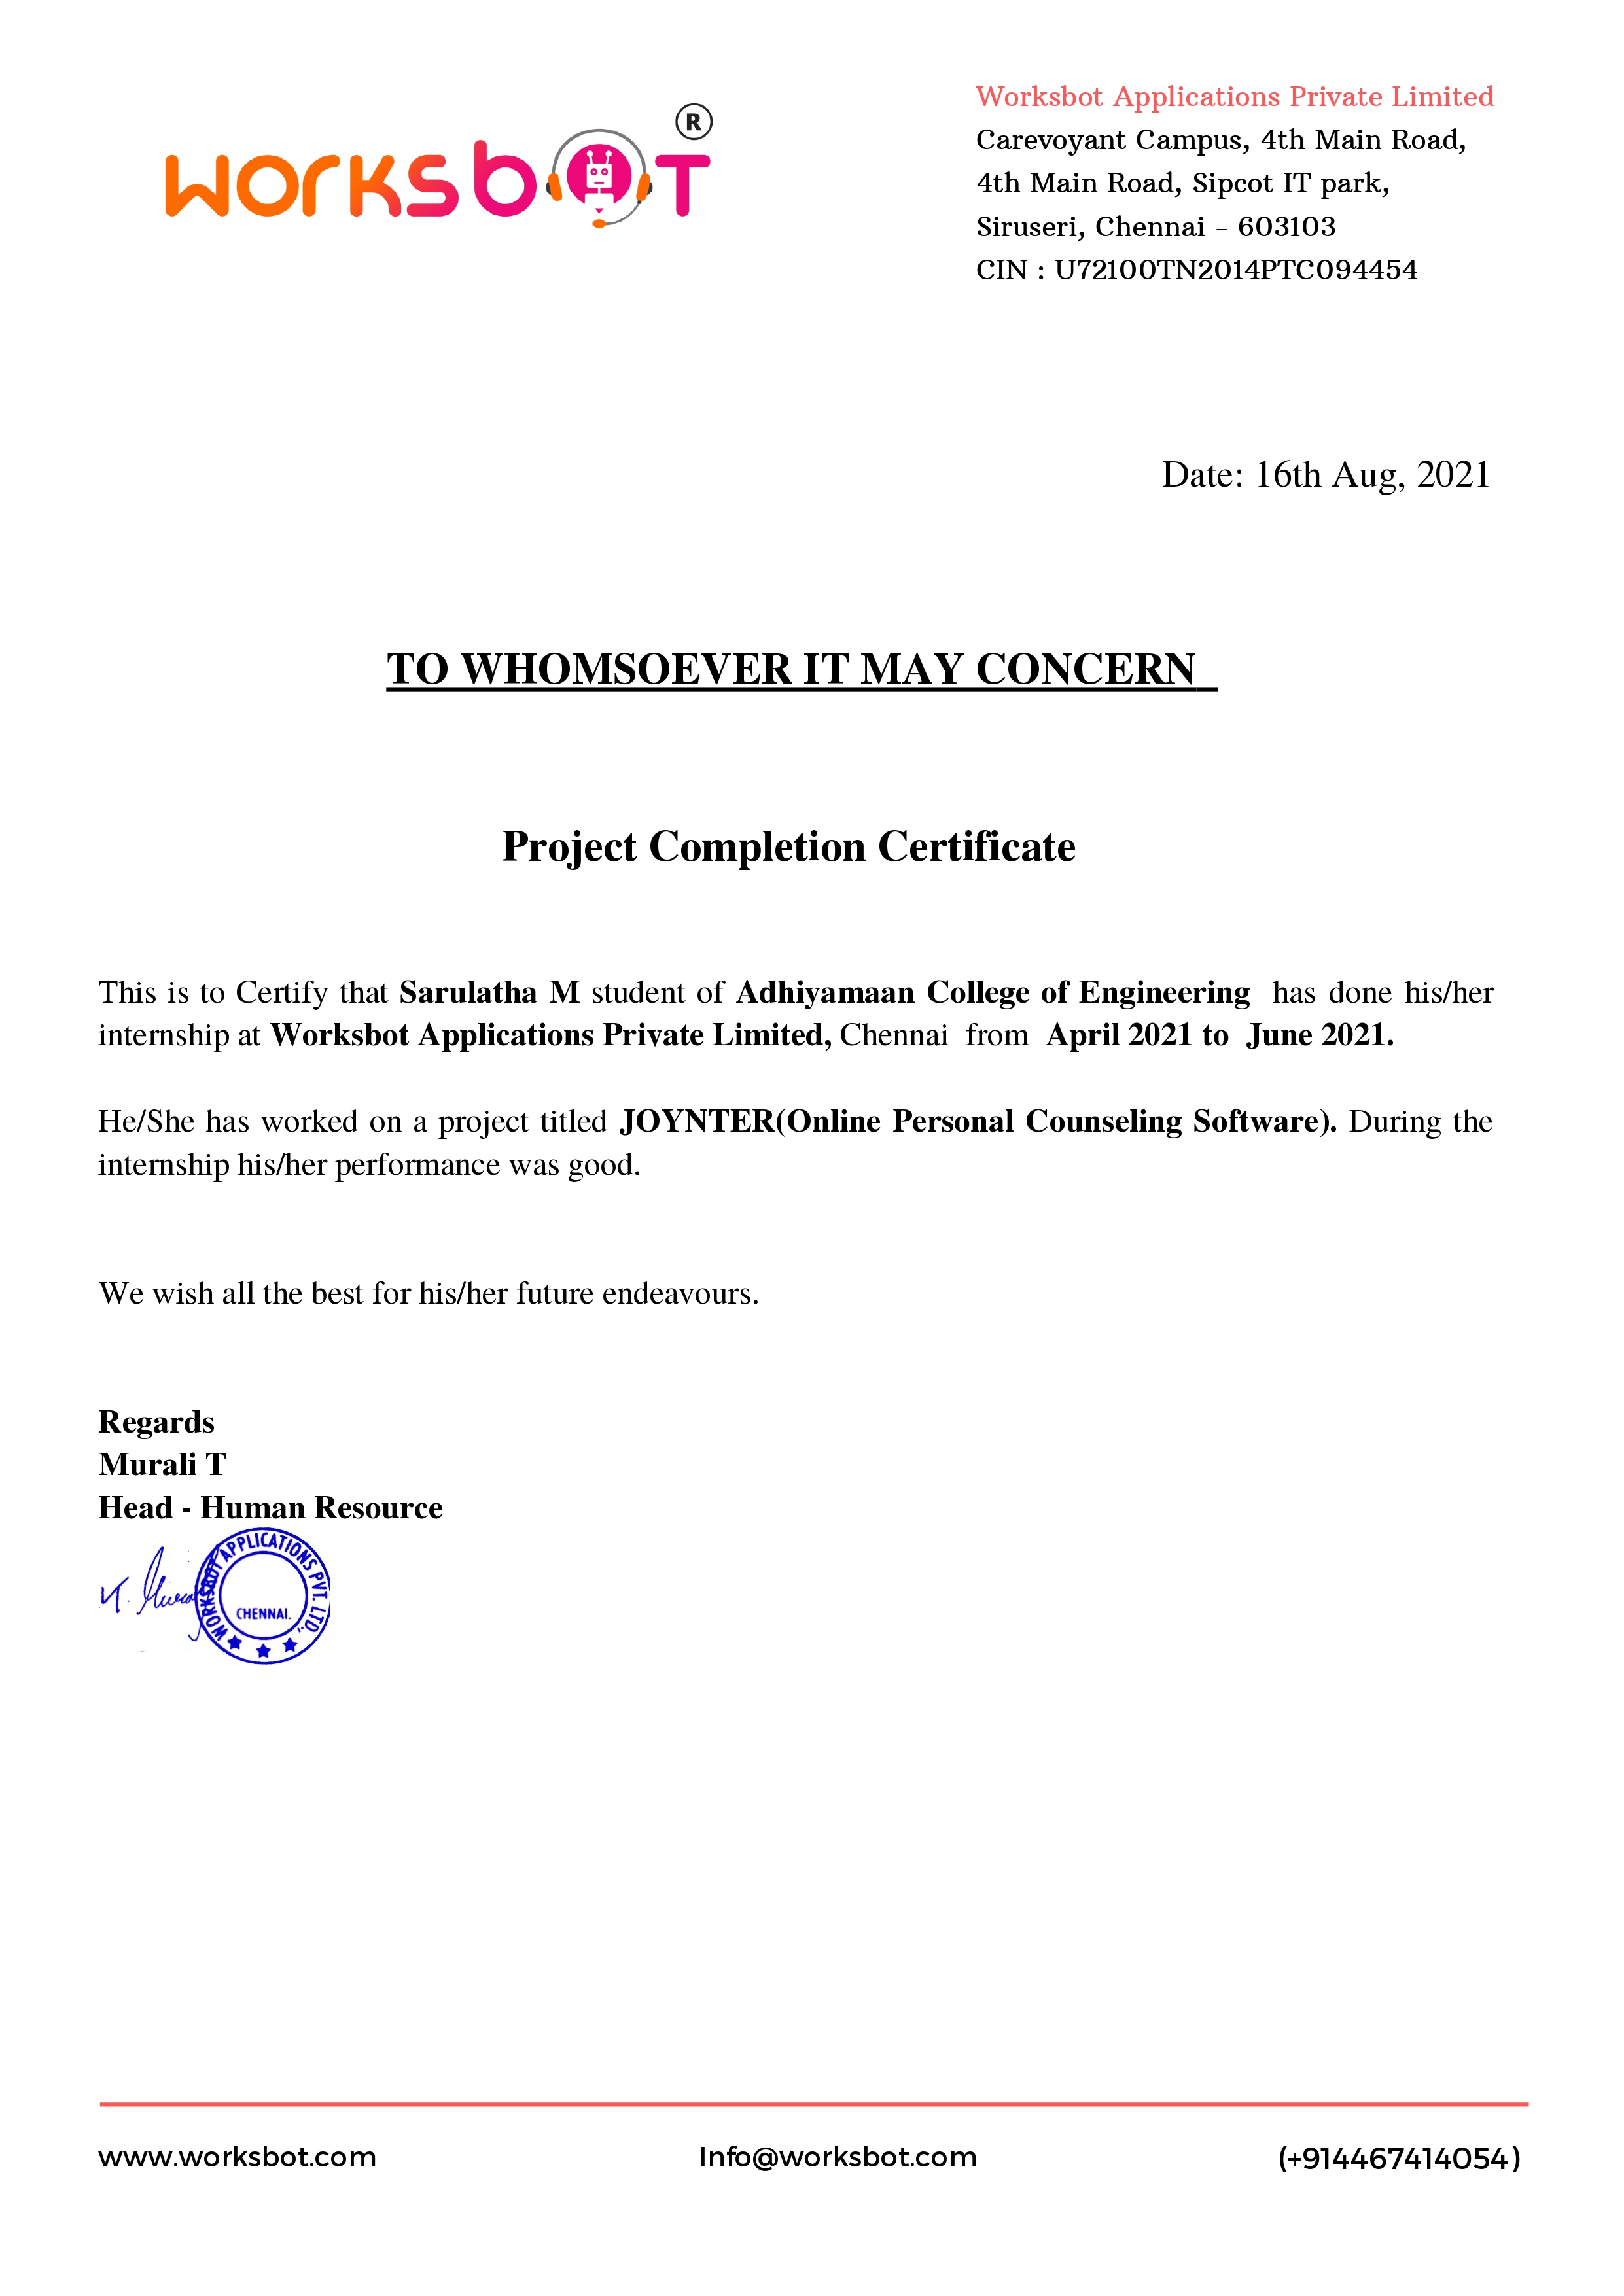 worksbot ®
Worksbot Applications Private Limited
Carevoyant Campus, 4th Main Road,
4th Main Road, Sipcot IT park,
Siruseri, Chennai - 603103
CIN : U72100TN2014PTC094454
Date: 16th Aug, 2021
TO WHOMSOEVER IT MAY CONCERN
Project Completion Certificate
This is to Certify that Sarulatha M student of Adhiyamaan College of Engineering has done his/her
internship at Worksbot Applications Private Limited, Chennai from April 2021 to June 2021.
He/She has worked on a project titled JOYNTER(Online Personal Counseling Software). During the
internship his/her performance was good.
We wish all the best for his/her future endeavours.
Regards
Murali T
Head - Human Resource
WORKSBOT APPLICATIONS PVT. LTD.,
CHENNAI.
www.worksbot.com
Info@worksbot.com
(+914467414054)